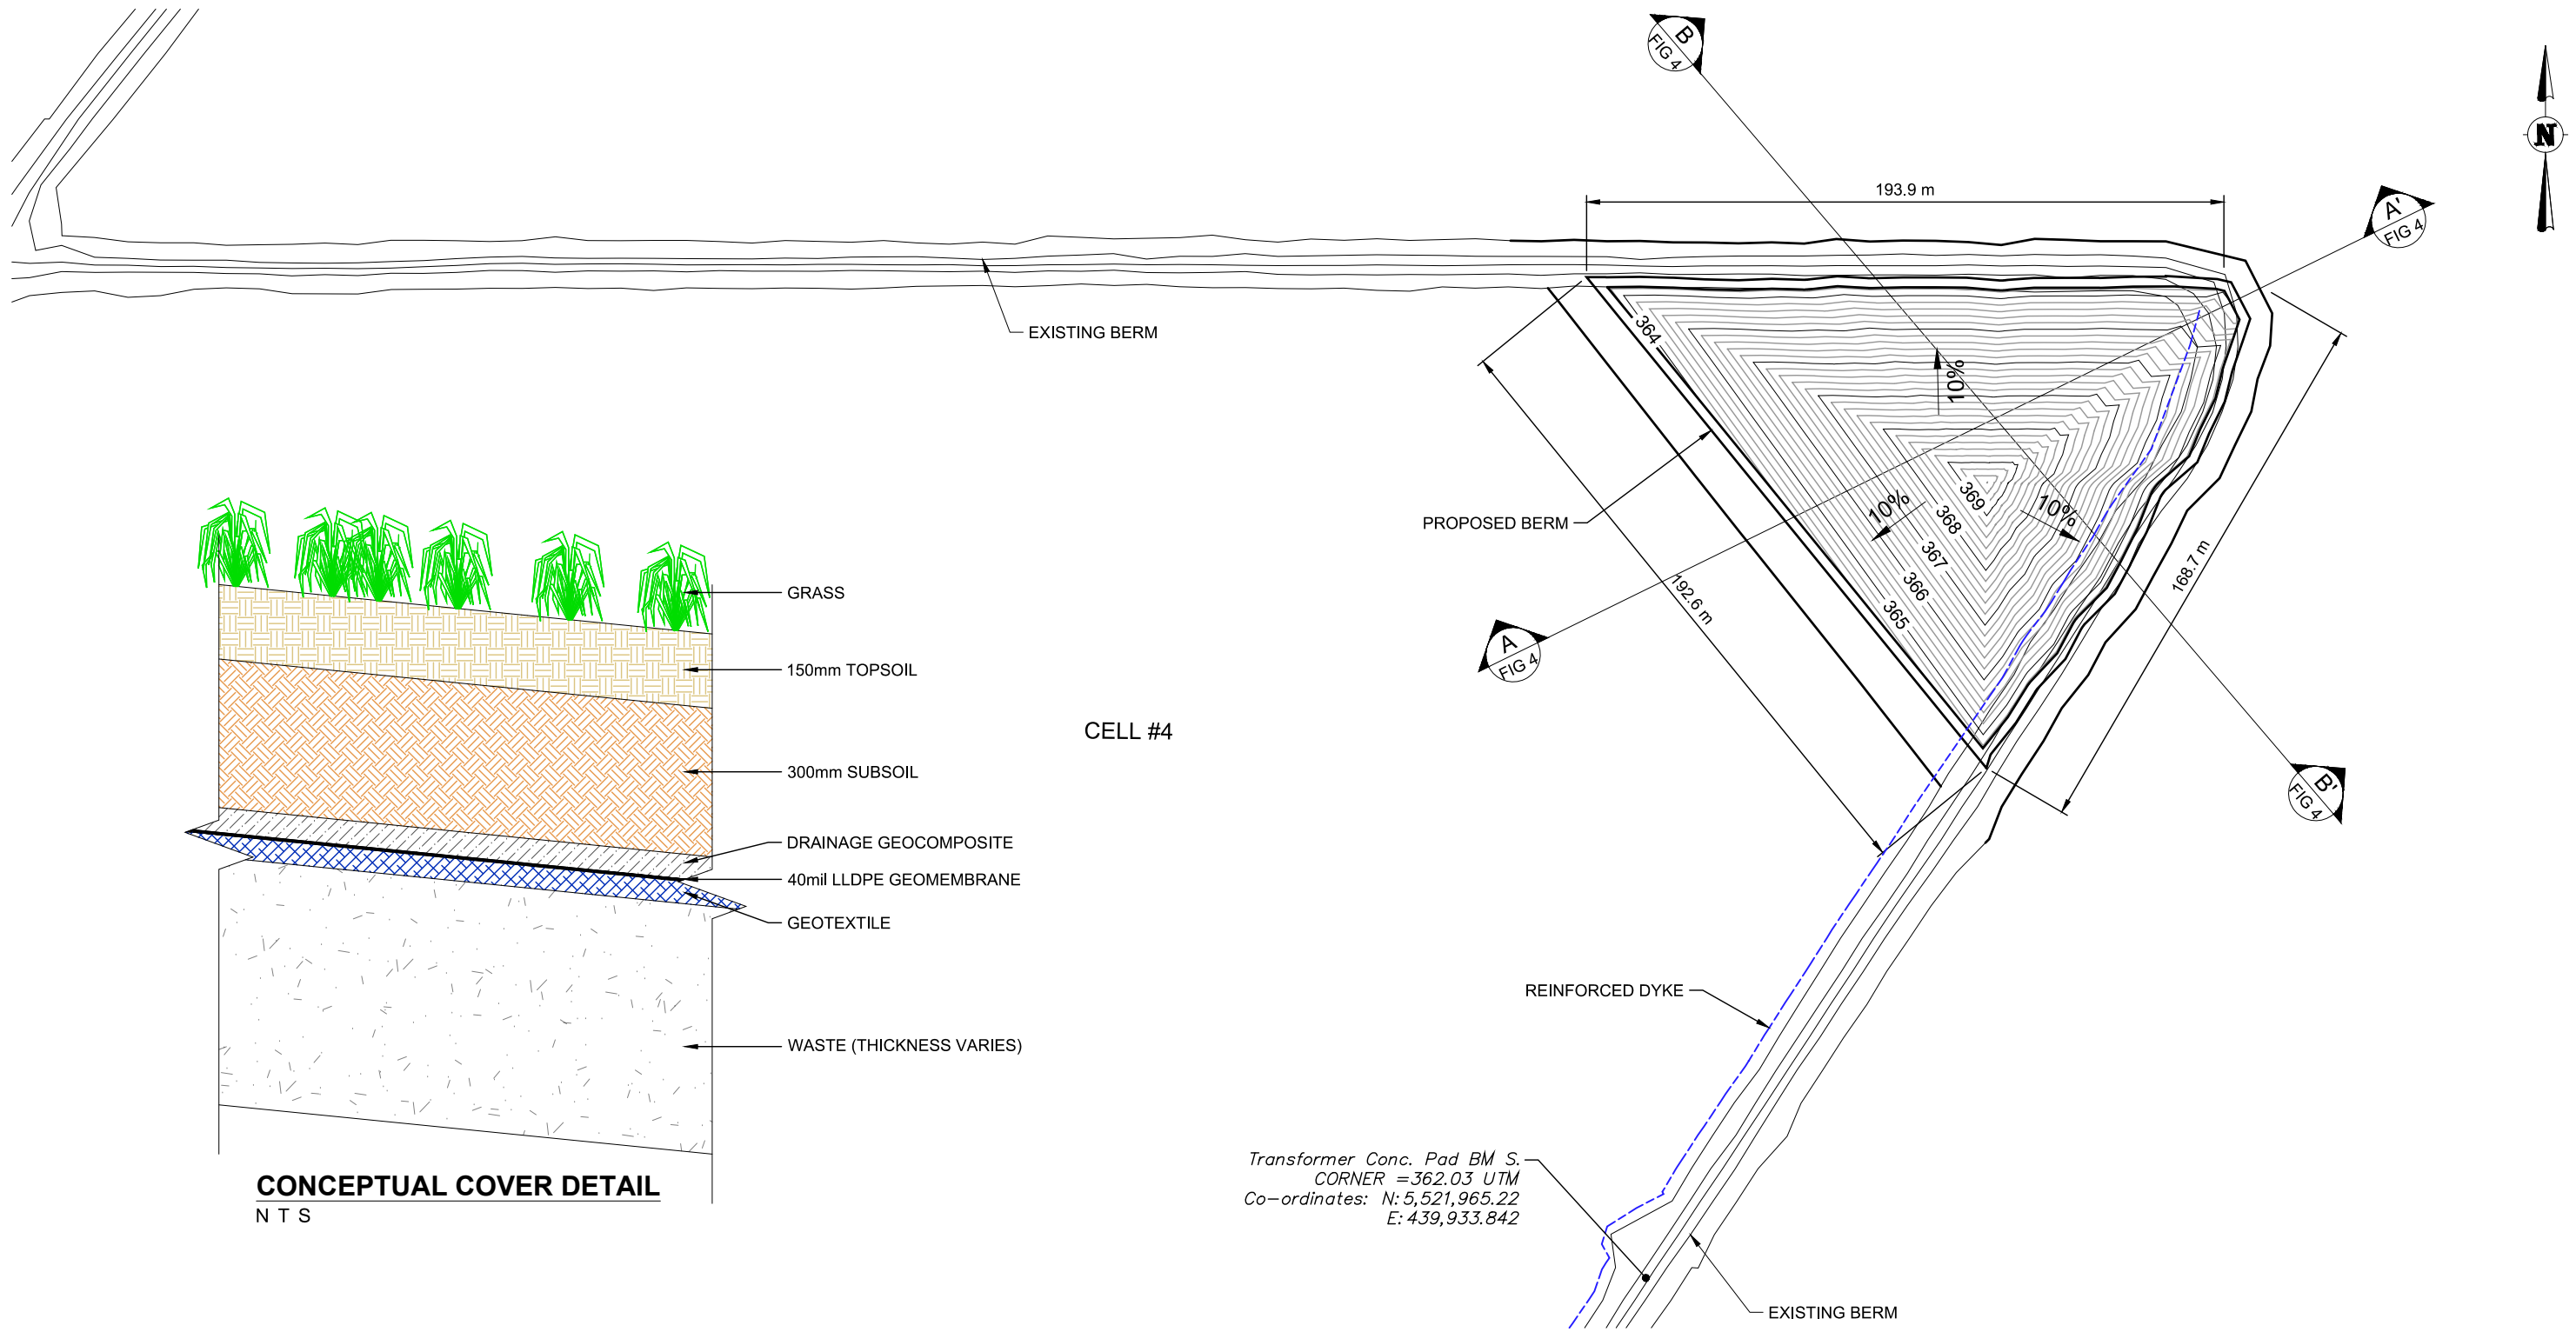 B
FIG 4
N
193.9 m
A'
FIG 4
EXISTING BERM
364
10%
PROPOSED BERM
369
10%
10%
368
367
366
365
168.7 m
192.6 m
A
FIG 4
B'
FIG 4
GRASS
150mm TOPSOIL
CELL #4
300mm SUBSOIL
DRAINAGE GEOCOMPOSITE
40mil LLDPE GEOMEMBRANE
GEOTEXTILE
REINFORCED DYKE
WASTE (THICKNESS VARIES)
Transformer Conc. Pad BM S.
CORNER =362.03 UTM
Co-ordinates: N: 5,521,965.22
E: 439,933.842
CONCEPTUAL COVER DETAIL
N T S
EXISTING BERM